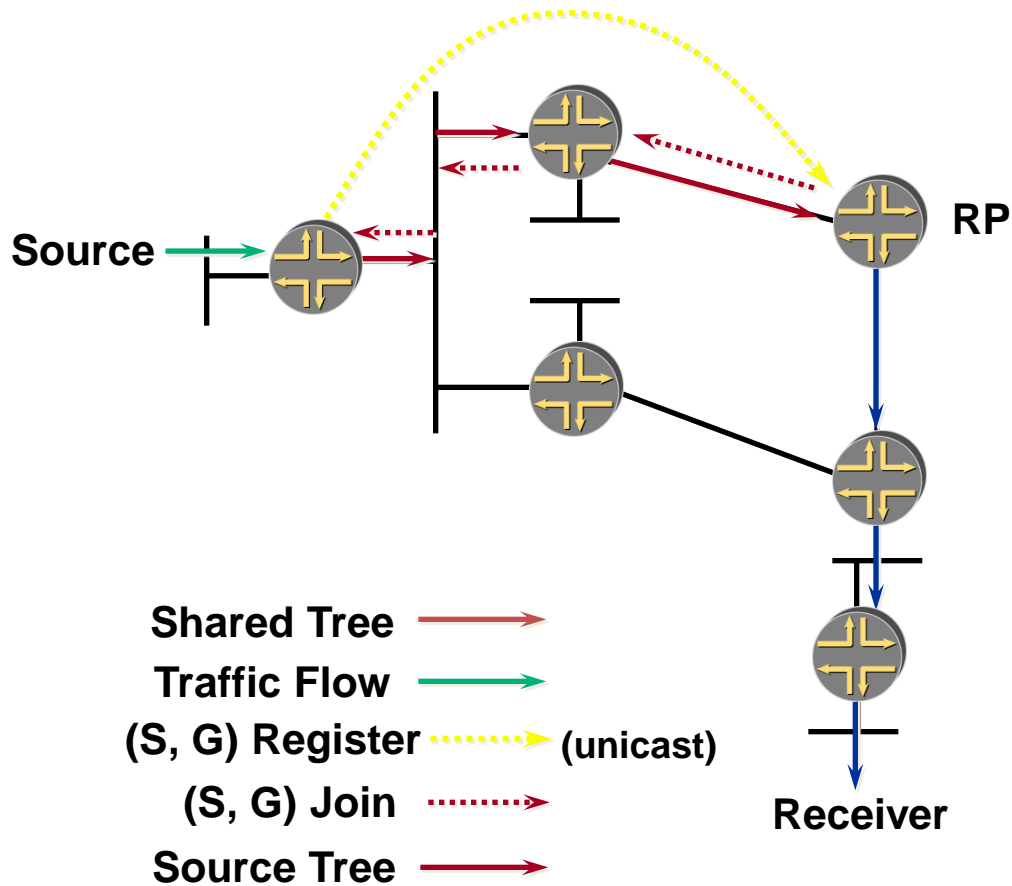 RP
Source
Shared Tree
Traffic Flow
(S, G) Register (unicast)
(S, G) Join
Receiver
Source Tree